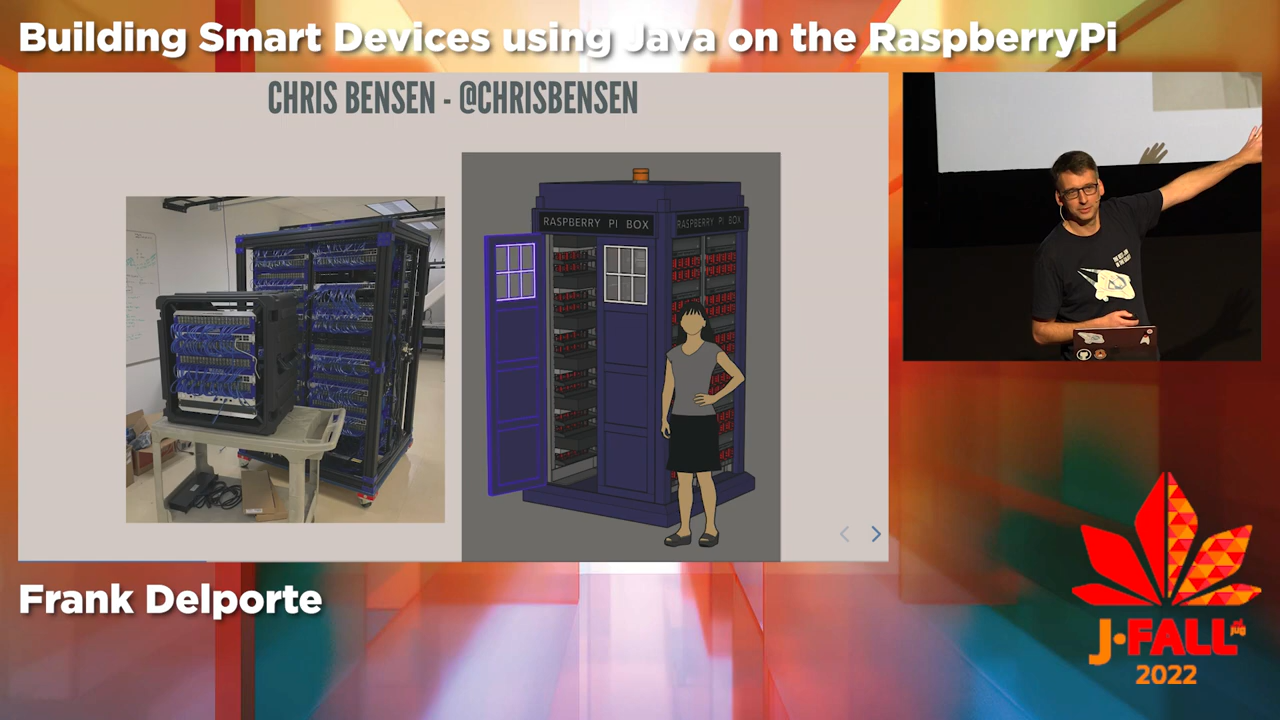 Building Smart Devices using Java on the RaspberryPi
CHRIS BENSEN - @CHRISBENSEN
RASPBERRY PI BOX
RASPBERRY PI BOX
Frank Delporte
J-FALL
nljug
2022